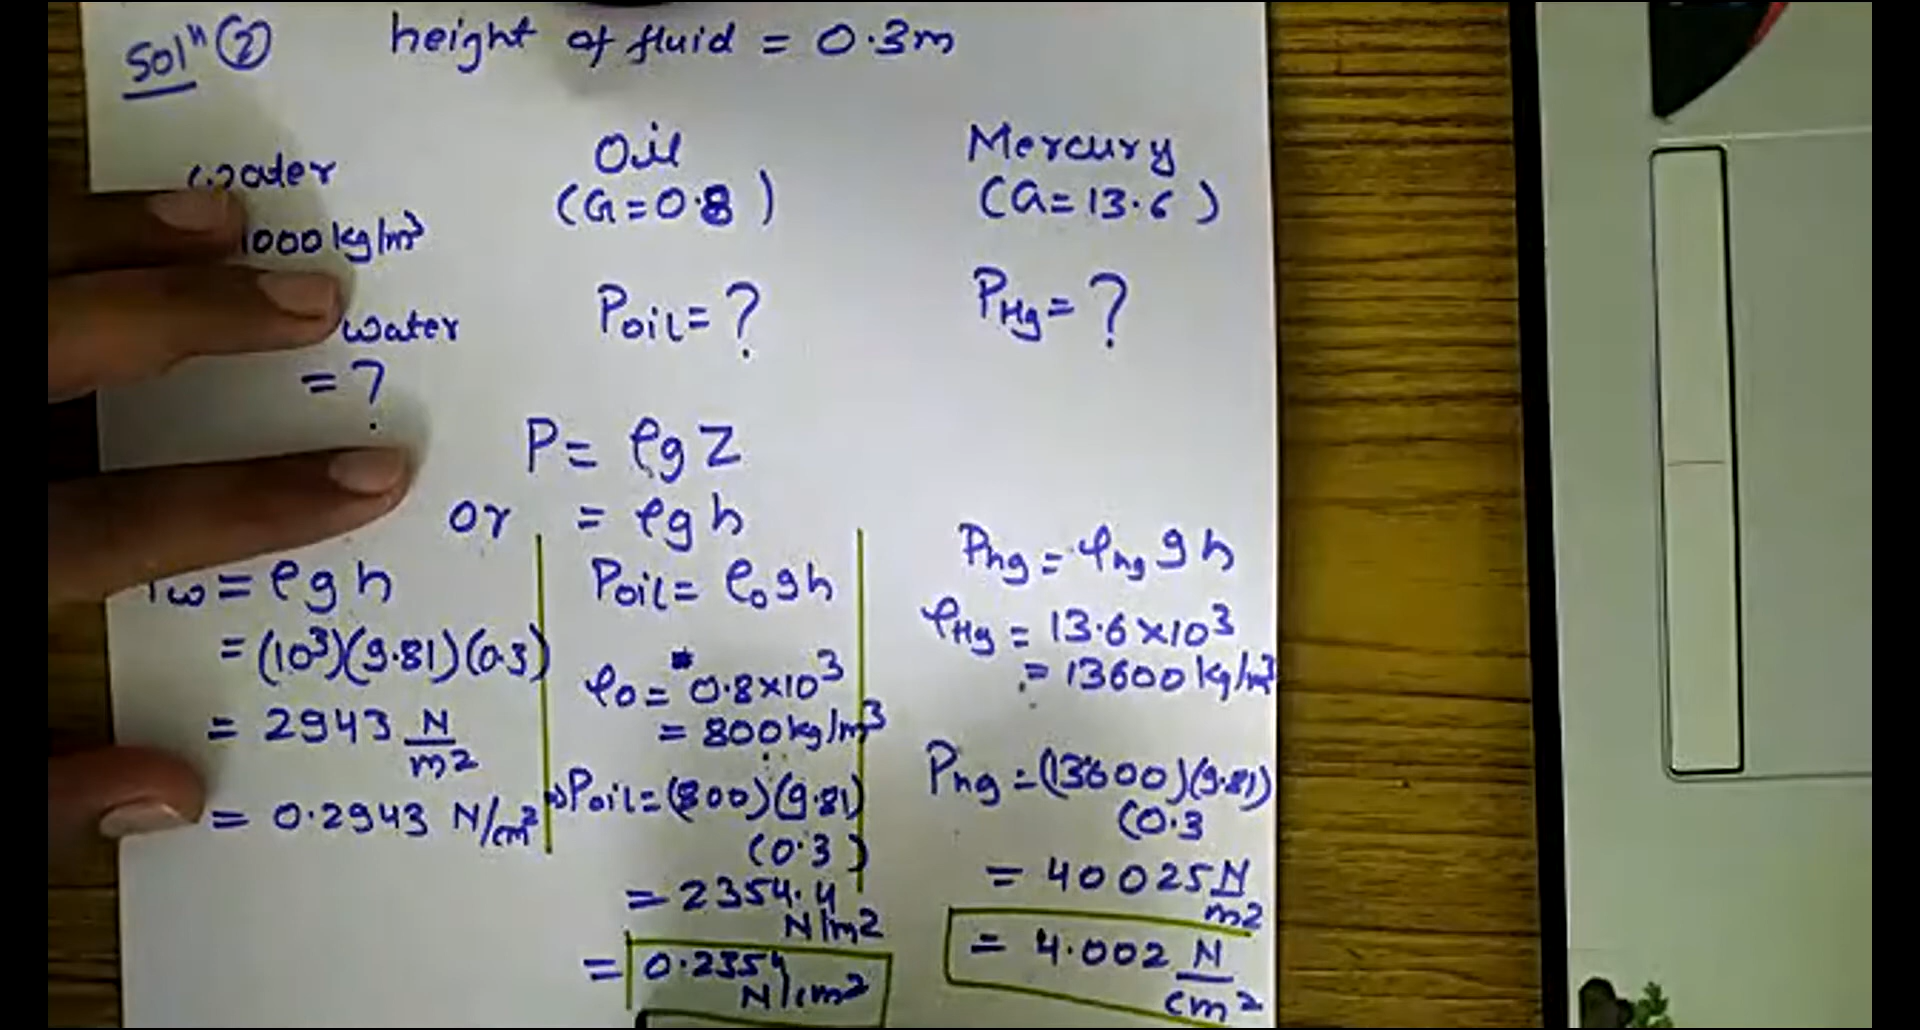 Solⁿ ② height of fluid = 0.3m
water
1000 kg/m³
water
= ?
Oil
(G=0.8)
Poil= ?
Mercury
(G=13.6)
PHg= ?
P= ρgZ
or = ρgh
= ρgh
= (10³)(9.81)(0.3)
= 2943 N/m²
= 0.2943 N/cm²
Poil= ρogh
ρo= 0.8×10³
= 800kg/m³
⇒Poil=(800)(9.81)
(0.3)
= 2354.4
N/m²
= 0.2354
N/cm²
Phg = ρhg gh
ρHg = 13.6×10³
= 13600 kg/m³
Phg =(13600)(9.81)
(0.3
= 40025 N/m²
= 4.002 N/cm²